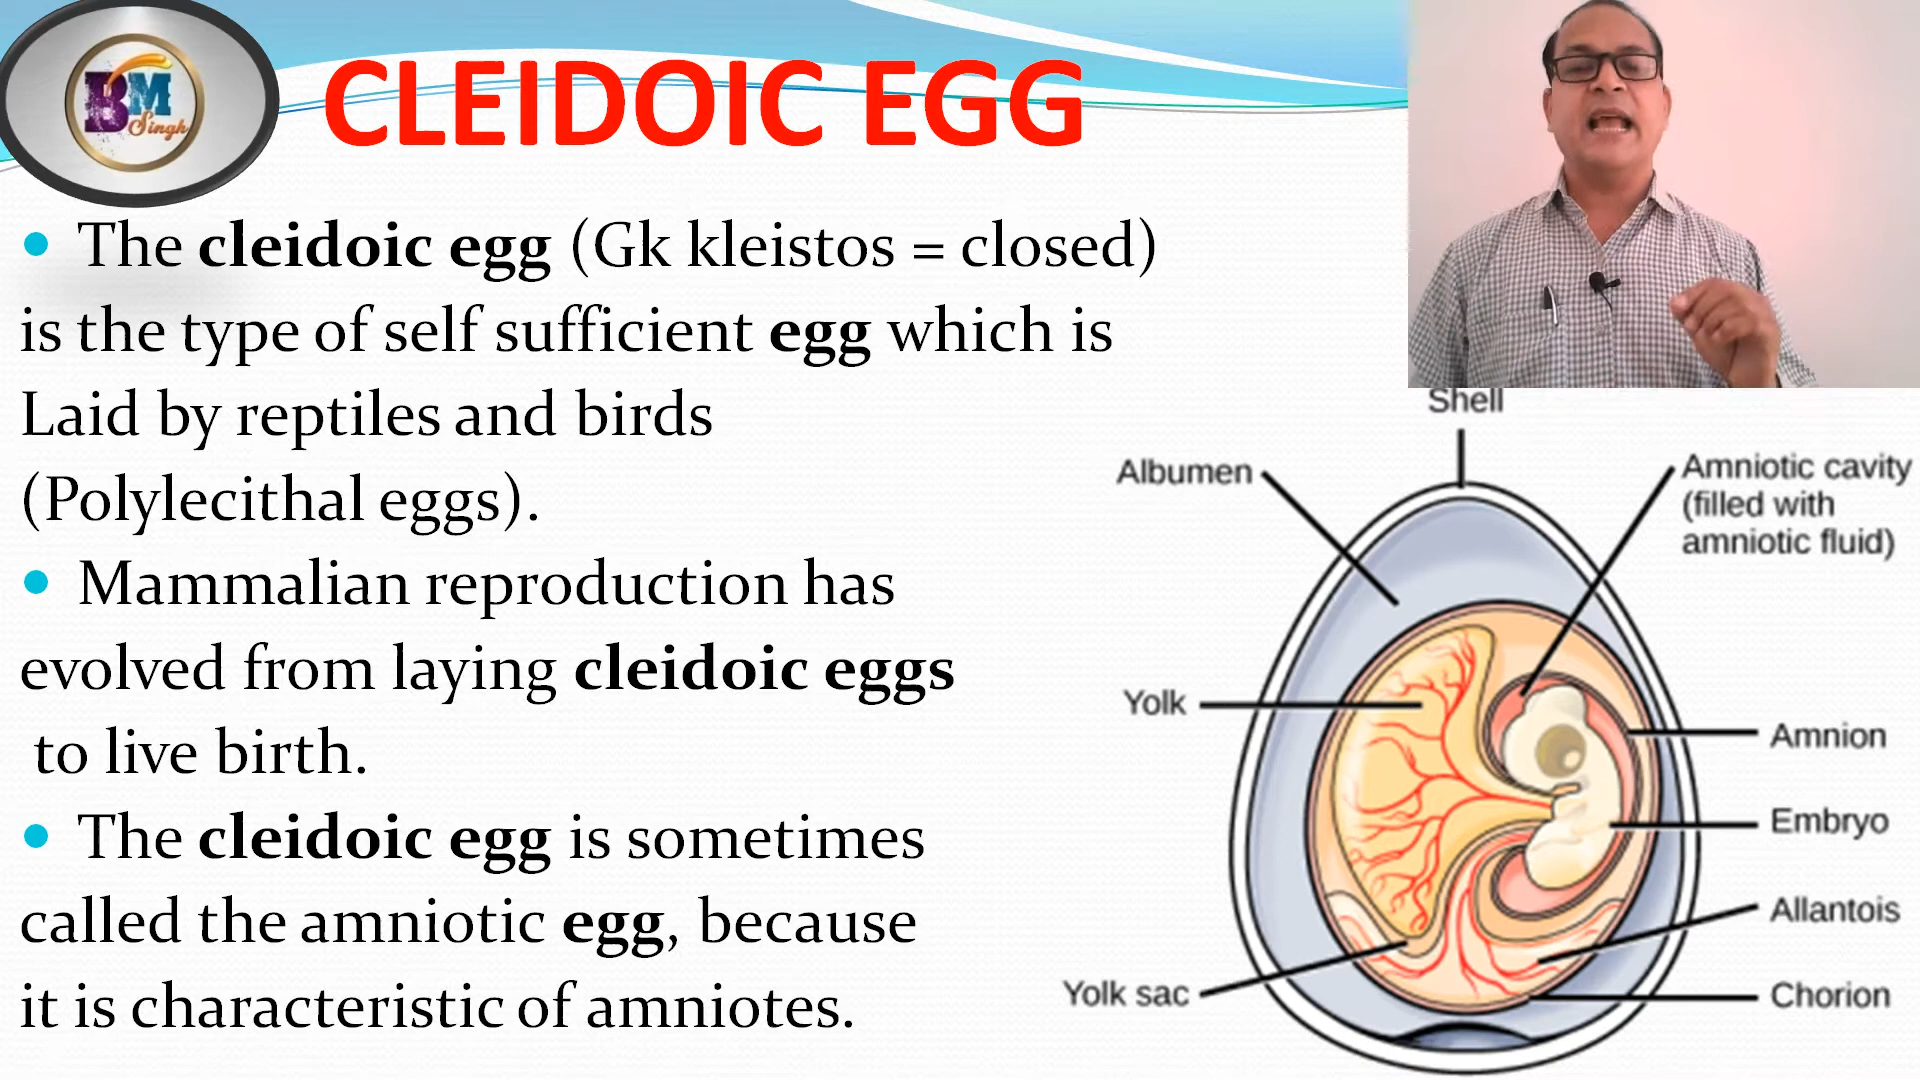 BM
Singh
CLEIDOIC EGG
• The cleidoic egg (Gk kleistos = closed)
is the type of self sufficient egg which is
Laid by reptiles and birds
(Polylecithal eggs).
• Mammalian reproduction has
evolved from laying cleidoic eggs
to live birth.
• The cleidoic egg is sometimes
called the amniotic egg, because
it is characteristic of amniotes.
Shell
Albumen
Amniotic cavity
(filled with
amniotic fluid)
Yolk
Amnion
Embryo
Allantois
Yolk sac
Chorion